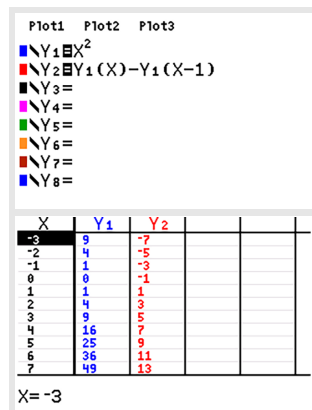 Plot1 Plot2 Plot3
\Y₁=X²
\Y₂=Y₁(X)-Y₁(X-1)
\Y₃=
\Y₄=
\Y₅=
\Y₆=
\Y₇=
\Y₈=
X Y₁ Y₂
-3 9 -7
-2 4 -5
-1 1 -3
0 0 -1
1 1 1
2 4 3
3 9 5
4 16 7
5 25 9
6 36 11
7 49 13
X= -3